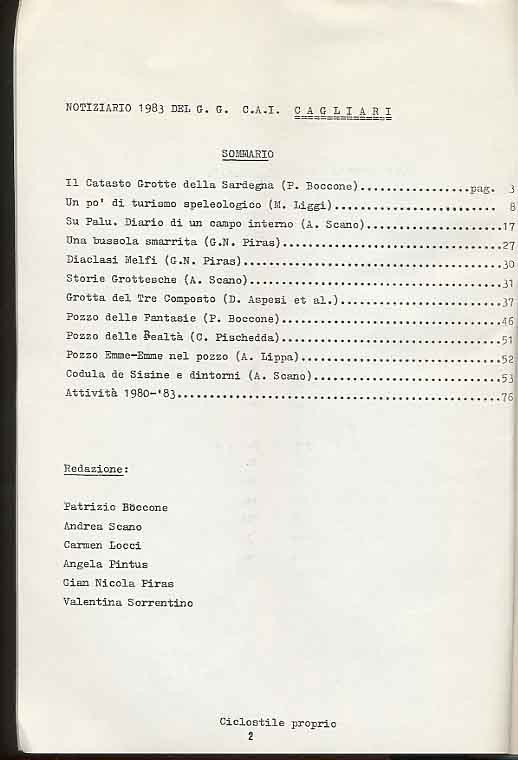 NOTIZIARIO 1983 DEL G. G. C.A.I. C A G L I A R I
SOMMARIO
Il Catasto Grotte della Sardegna (P. Boccone).................pag. 3
Un po' di turismo speleologico (M. Liggi)......................... 8
Su Palu. Diario di un campo interno (A. Scano).....................17
Una bussola smarrita (G.N. Piras)..................................27
Diaclasi Melfi (G.N. Piras)........................................30
Storie Grottesche (A. Scano).......................................31
Grotta del Tre Composto (D. Aspesi et al.).........................37
Pozzo delle Fantasie (P. Boccone)..................................46
Pozzo delle Realtà (C. Pischedda)..................................51
Pozzo Emme-Emme nel pozzo (A. Lippa)...............................52
Codula de Sisine e dintorni (A. Scano).............................53
Attività 1980-'83..................................................76
Redazione:
Patrizio Boccone
Andrea Scano
Carmen Locci
Angela Pintus
Gian Nicola Piras
Valentina Sorrentino
Ciclostile proprio
2